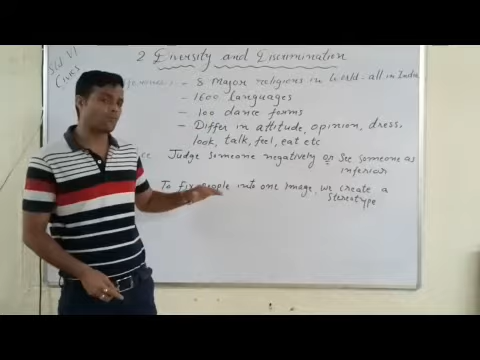 Std VI
Civics
2 Diversity and Discrimination
- 8 major religions in World - all in India
- 1600 languages
- 100 dance forms
- Differ in attitude, opinion, dress,
look, talk, feel, eat etc
Judge someone negatively or See someone as
inferior
To fix people into one image, we create a
stereotype